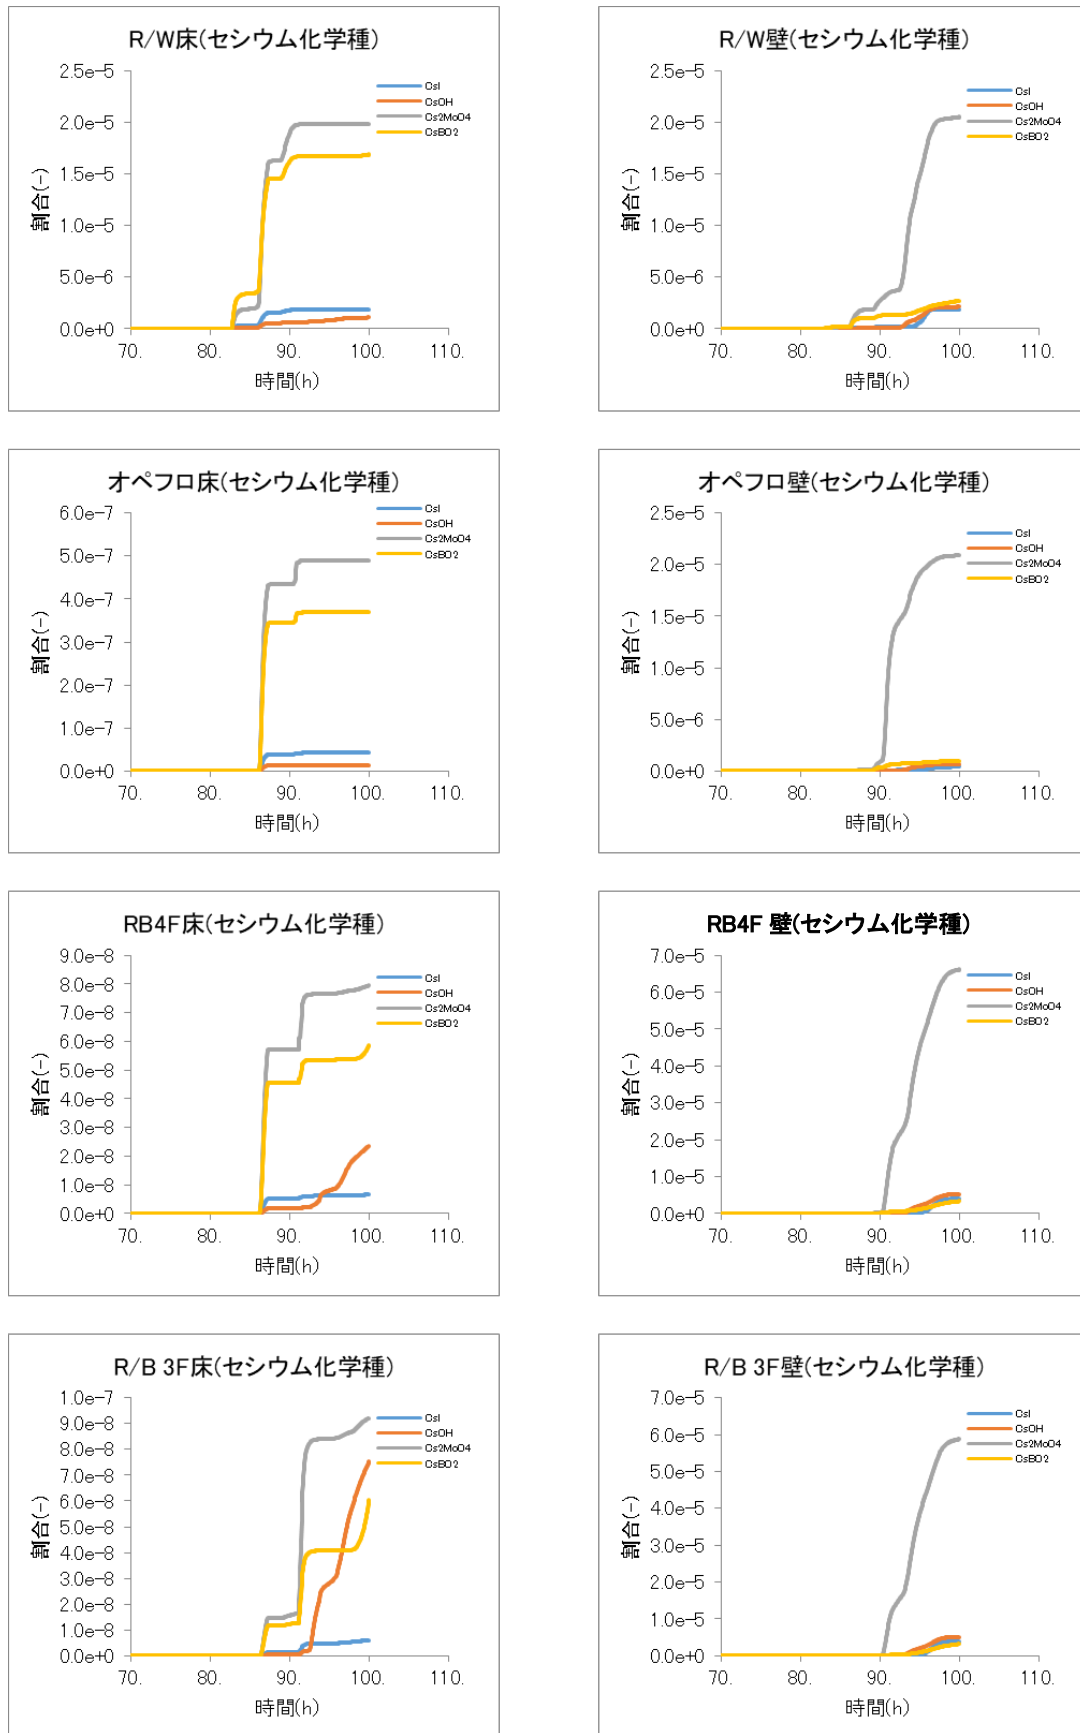 R/W床(セシウム化学種)
2.5e-5
2.0e-5
1.5e-5
1.0e-5
5.0e-6
0.0e+0
割合(-)
70. 80. 90. 100. 110.
時間(h)
CsI
CsOH
Cs2MoO4
CsBO2
R/W壁(セシウム化学種)
2.5e-5
2.0e-5
1.5e-5
1.0e-5
5.0e-6
0.0e+0
割合(-)
70. 80. 90. 100. 110.
時間(h)
CsI
CsOH
Cs2MoO4
CsBO2
オペフロ床(セシウム化学種)
6.0e-7
5.0e-7
4.0e-7
3.0e-7
2.0e-7
1.0e-7
0.0e+0
割合(-)
70. 80. 90. 100. 110.
時間(h)
CsI
CsOH
Cs2MoO4
CsBO2
オペフロ壁(セシウム化学種)
2.5e-5
2.0e-5
1.5e-5
1.0e-5
5.0e-6
0.0e+0
割合(-)
70. 80. 90. 100. 110.
時間(h)
CsI
CsOH
Cs2MoO4
CsBO2
RB4F床(セシウム化学種)
9.0e-8
8.0e-8
7.0e-8
6.0e-8
5.0e-8
4.0e-8
3.0e-8
2.0e-8
1.0e-8
0.0e+0
割合(-)
70. 80. 90. 100. 110.
時間(h)
CsI
CsOH
Cs2MoO4
CsBO2
RB4F 壁(セシウム化学種)
7.0e-5
6.0e-5
5.0e-5
4.0e-5
3.0e-5
2.0e-5
1.0e-5
0.0e+0
割合(-)
70. 80. 90. 100. 110.
時間(h)
CsI
CsOH
Cs2MoO4
CsBO2
R/B 3F床(セシウム化学種)
1.0e-7
9.0e-8
8.0e-8
7.0e-8
6.0e-8
5.0e-8
4.0e-8
3.0e-8
2.0e-8
1.0e-8
0.0e+0
割合(-)
70. 80. 90. 100. 110.
時間(h)
CsI
CsOH
Cs2MoO4
CsBO2
R/B 3F壁(セシウム化学種)
7.0e-5
6.0e-5
5.0e-5
4.0e-5
3.0e-5
2.0e-5
1.0e-5
0.0e+0
割合(-)
70. 80. 90. 100. 110.
時間(h)
CsI
CsOH
Cs2MoO4
CsBO2